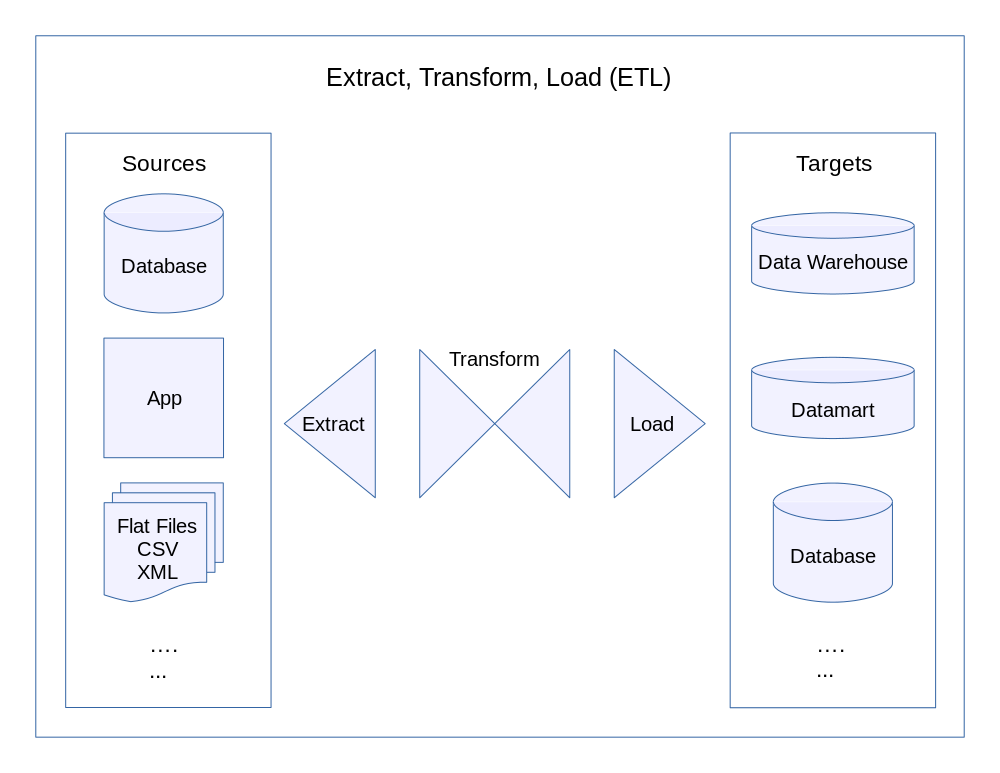 Extract, Transform, Load (ETL)
Sources
Database
App
Flat Files
CSV
XML
....
...
Extract
Transform
Load
Targets
Data Warehouse
Datamart
Database
....
...